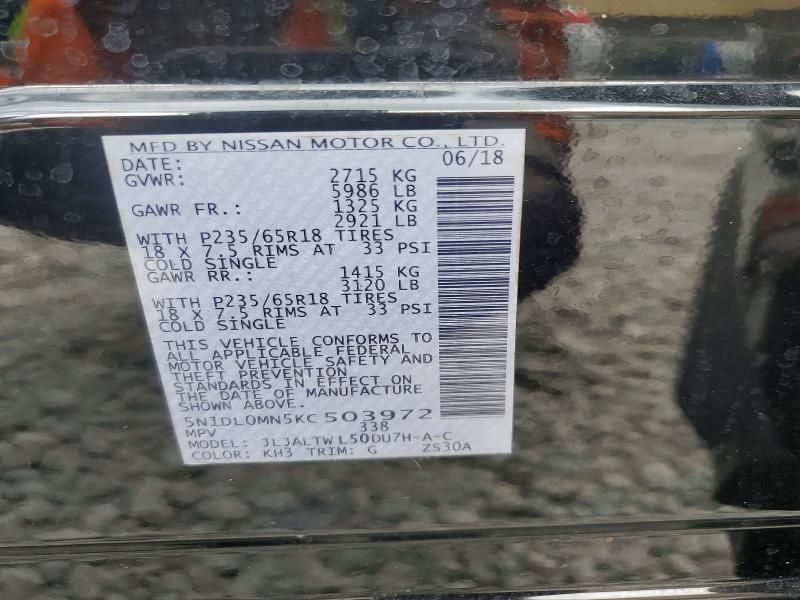 MFD BY NISSAN MOTOR CO., LTD.
DATE: 06/18
GVWR: 2715 KG
5986 LB
GAWR FR.: 1325 KG
2921 LB
WITH P235/65R18 TIRES
18 X 7.5 RIMS AT 33 PSI
COLD SINGLE
GAWR RR.: 1415 KG
3120 LB
WITH P235/65R18 TIRES
18 X 7.5 RIMS AT 33 PSI
COLD SINGLE
THIS VEHICLE CONFORMS TO
ALL APPLICABLE FEDERAL
MOTOR VEHICLE SAFETY AND
THEFT PREVENTION
STANDARDS IN EFFECT ON
THE DATE OF MANUFACTURE
SHOWN ABOVE.
5N1DL0MN5KC503972
MPV 338
MODEL: JLJALTWL50DU7H-A-C
COLOR: KH3 TRIM: G ZS30A